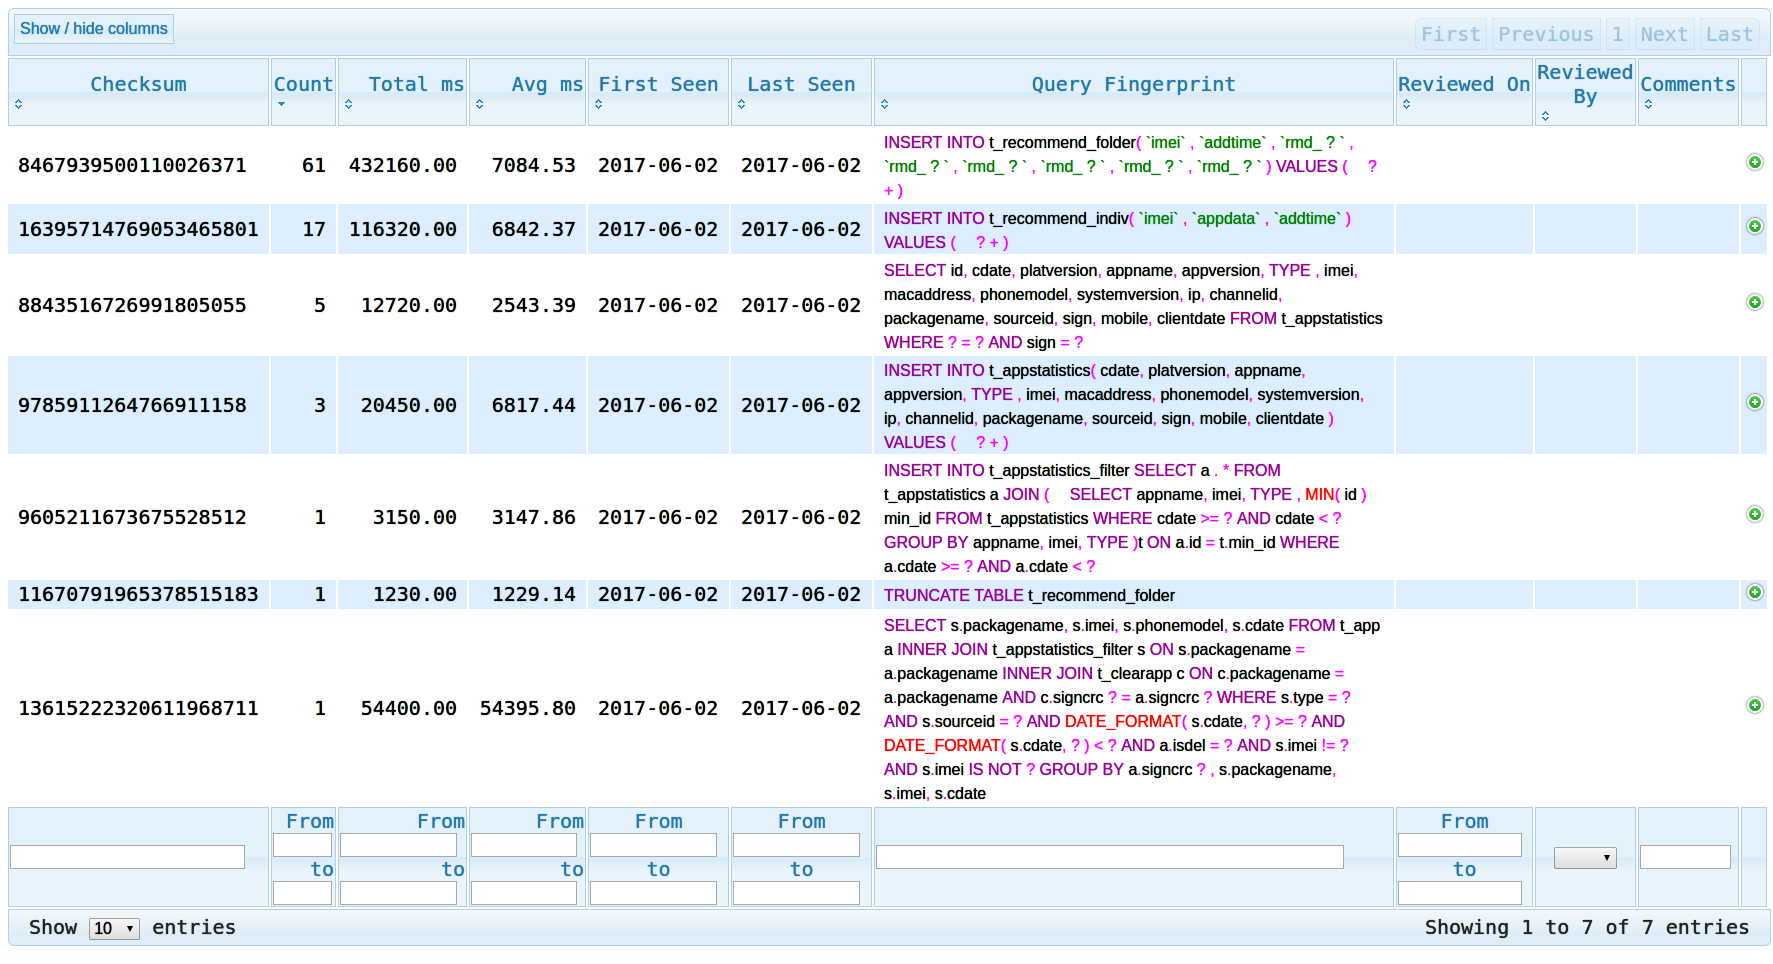 Show / hide columns First Previous 1 Next Last
Checksum Count Total ms Avg ms First Seen Last Seen Query Fingerprint Reviewed On Reviewed By Comments
8467939500110026371 61 432160.00 7084.53 2017-06-02 2017-06-02 INSERT INTO t_recommend_folder( `imei` , `addtime` , `rmd_ ? ` ,
`rmd_ ? ` , `rmd_ ? ` , `rmd_ ? ` , `rmd_ ? ` , `rmd_ ? ` ) VALUES ( ?
+ )
16395714769053465801 17 116320.00 6842.37 2017-06-02 2017-06-02 INSERT INTO t_recommend_indiv( `imei` , `appdata` , `addtime` )
VALUES ( ? + )
8843516726991805055 5 12720.00 2543.39 2017-06-02 2017-06-02 SELECT id, cdate, platversion, appname, appversion, TYPE , imei,
macaddress, phonemodel, systemversion, ip, channelid,
packagename, sourceid, sign, mobile, clientdate FROM t_appstatistics
WHERE ? = ? AND sign = ?
9785911264766911158 3 20450.00 6817.44 2017-06-02 2017-06-02 INSERT INTO t_appstatistics( cdate, platversion, appname,
appversion, TYPE , imei, macaddress, phonemodel, systemversion,
ip, channelid, packagename, sourceid, sign, mobile, clientdate )
VALUES ( ? + )
9605211673675528512 1 3150.00 3147.86 2017-06-02 2017-06-02 INSERT INTO t_appstatistics_filter SELECT a . * FROM
t_appstatistics a JOIN ( SELECT appname, imei, TYPE , MIN( id )
min_id FROM t_appstatistics WHERE cdate >= ? AND cdate < ?
GROUP BY appname, imei, TYPE )t ON a.id = t.min_id WHERE
a.cdate >= ? AND a.cdate < ?
11670791965378515183 1 1230.00 1229.14 2017-06-02 2017-06-02 TRUNCATE TABLE t_recommend_folder
13615222320611968711 1 54400.00 54395.80 2017-06-02 2017-06-02 SELECT s.packagename, s.imei, s.phonemodel, s.cdate FROM t_app
a INNER JOIN t_appstatistics_filter s ON s.packagename =
a.packagename INNER JOIN t_clearapp c ON c.packagename =
a.packagename AND c.signcrc ? = a.signcrc ? WHERE s.type = ?
AND s.sourceid = ? AND DATE_FORMAT( s.cdate, ? ) >= ? AND
DATE_FORMAT( s.cdate, ? ) < ? AND a.isdel = ? AND s.imei != ?
AND s.imei IS NOT ? GROUP BY a.signcrc ? , s.packagename,
s.imei, s.cdate
From From From From From From
to to to to to to
Show 10 entries Showing 1 to 7 of 7 entries